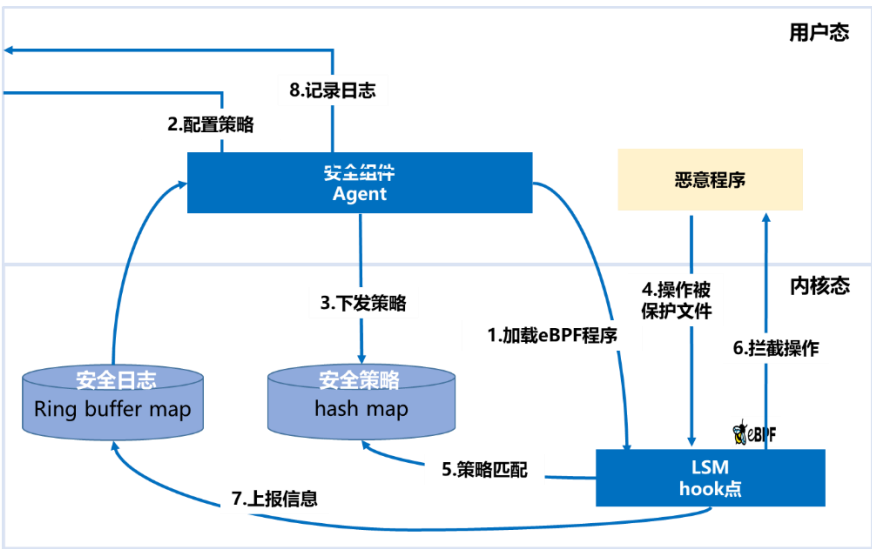 用户态
8.记录日志
2.配置策略
安全组件
Agent
恶意程序
内核态
4.操作被
保护文件
3.下发策略
1.加载eBPF程序
6.拦截操作
安全日志
Ring buffer map
安全策略
hash map
eBPF
LSM
hook点
5.策略匹配
7.上报信息